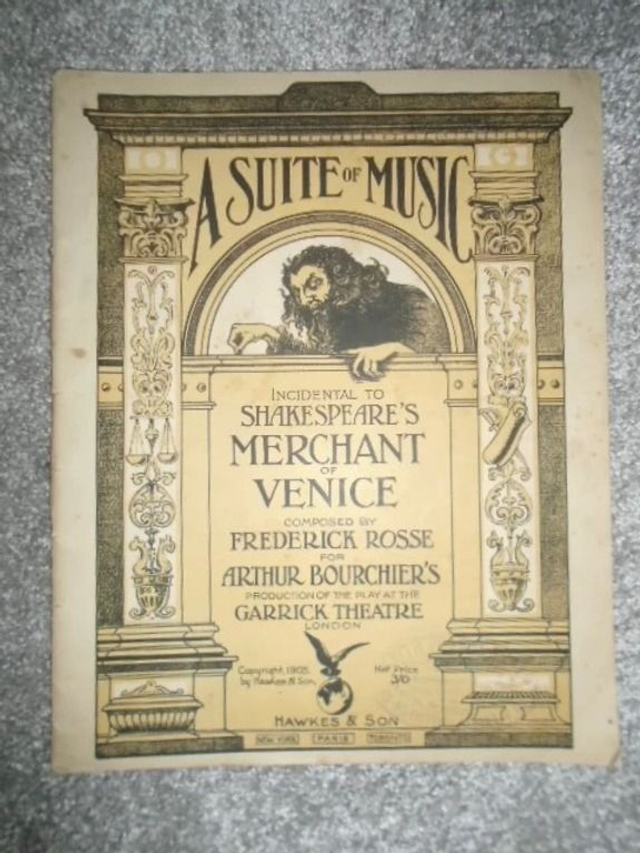 O G
A SUITE OF MUSIC
INCIDENTAL TO
SHAKESPEARE'S
MERCHANT
OF
VENICE
COMPOSED BY
FREDERICK ROSSE
FOR
ARTHUR BOURCHIER'S
PRODUCTION OF THE PLAY AT THE
GARRICK THEATRE
LONDON
Copyright, 1905, by Hawkes & Son,
Net Price
HAWKES & SON
NEW YORK PARIS TORONTO